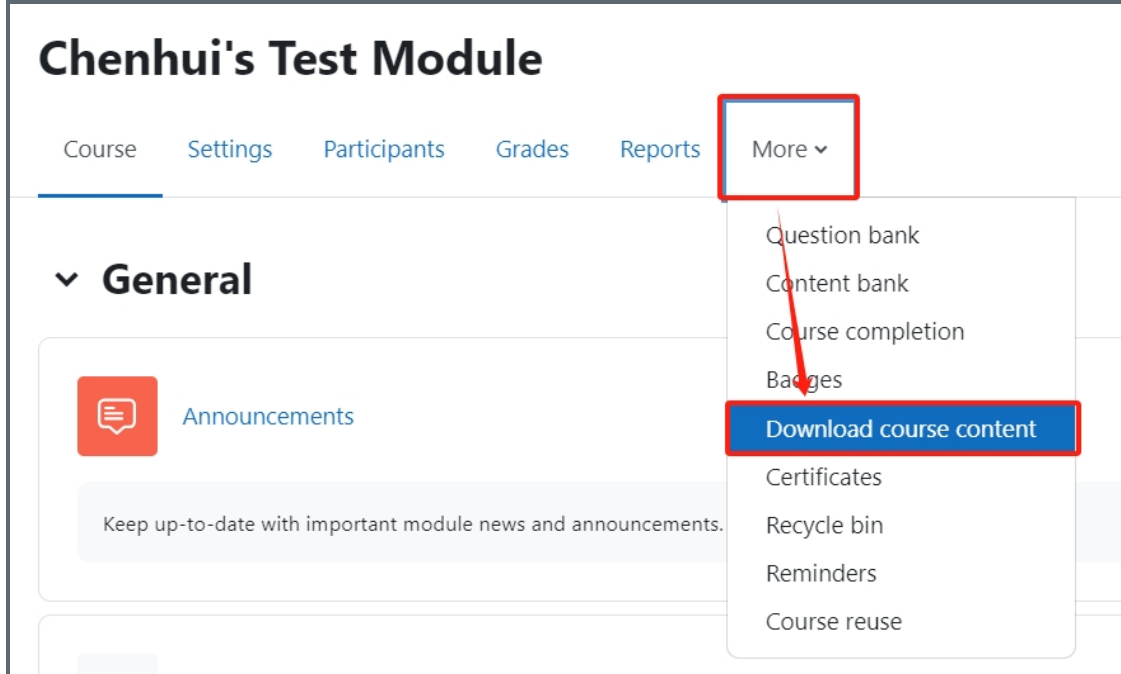 Chenhui's Test Module
Course Settings Participants Grades Reports More
Question bank
Content bank
Course completion
Badges
Download course content
Certificates
Recycle bin
Reminders
Course reuse
General
Announcements
Keep up-to-date with important module news and announcements.